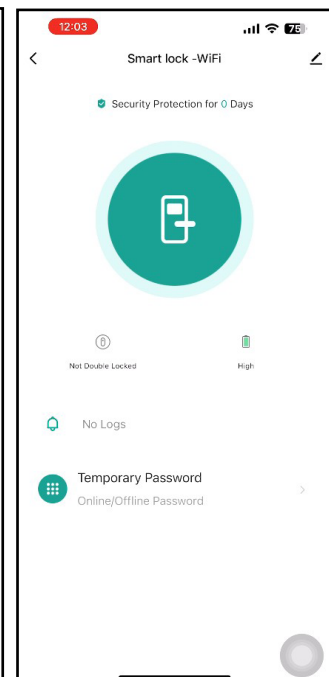 12:03
75
Smart lock -WiFi
Security Protection for 0 Days
Not Double Locked
High
No Logs
Temporary Password
Online/Offline Password